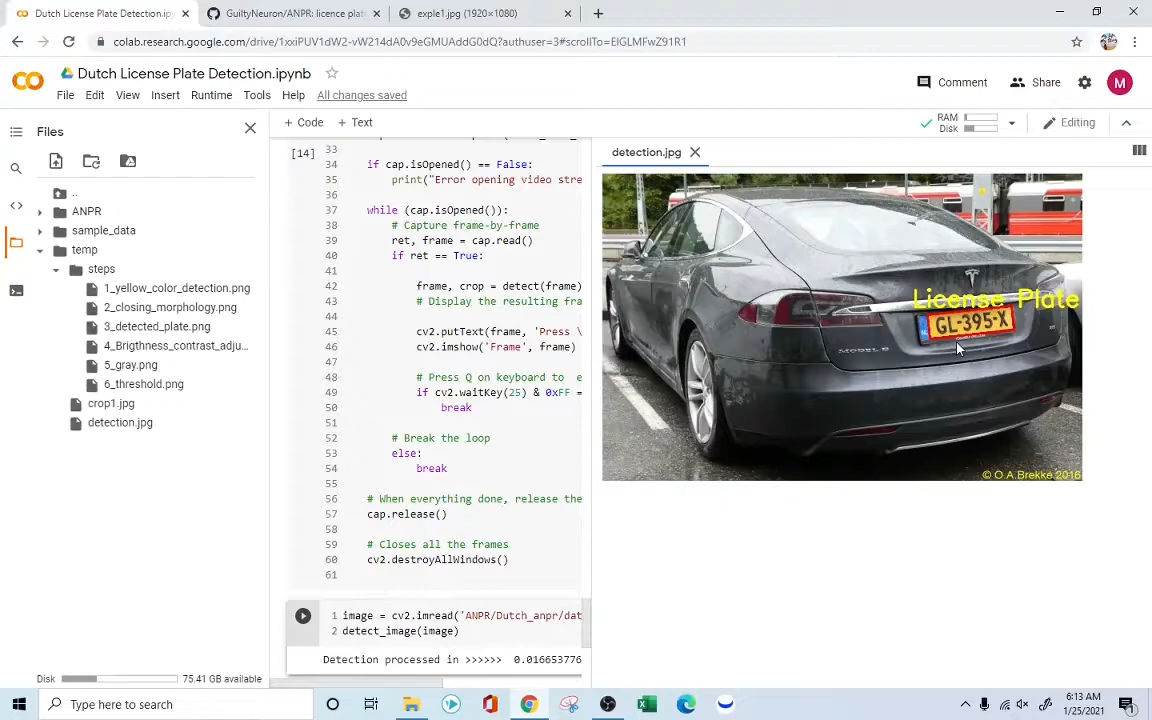 Dutch License Plate Detection.ipy
GuiltyNeuron/ANPR: licence plat
exple1.jpg (1920×1080)
colab.research.google.com/drive/1xxiPUV1dW2-vW214dA0v9eGMUAddG0dQ?authuser=3#scrollTo=ElGLMFwZ91R1
Dutch License Plate Detection.ipynb
File Edit View Insert Runtime Tools Help All changes saved
Comment
Share
M
Files
+ Code + Text
RAM
Disk
Editing
..
ANPR
sample_data
temp
steps
1_yellow_color_detection.png
2_closing_morphology.png
3_detected_plate.png
4_Brigthness_contrast_adju...
5_gray.png
6_threshold.png
crop1.jpg
detection.jpg
Disk
75.41 GB available
[14]
33
34 if cap.isOpened() == False:
35 print("Error opening video stre
36
37 while (cap.isOpened()):
38 # Capture frame-by-frame
39 ret, frame = cap.read()
40 if ret == True:
41
42 frame, crop = detect(frame)
43 # Display the resulting fra
44
45 cv2.putText(frame, 'Press \
46 cv2.imshow('Frame', frame)
47
48 # Press Q on keyboard to e
49 if cv2.waitKey(25) & 0xFF =
50 break
51
52 # Break the loop
53 else:
54 break
55
56 # When everything done, release the
57 cap.release()
58
59 # Closes all the frames
60 cv2.destroyAllWindows()
61
1 image = cv2.imread('ANPR/Dutch_anpr/dat
2 detect_image(image)
Detection processed in >>>>>> 0.016653776
detection.jpg
License Plate
GL-395-X
MODEL S
© O.A.Brekke 2016
Type here to search
6:13 AM
1/25/2021
1